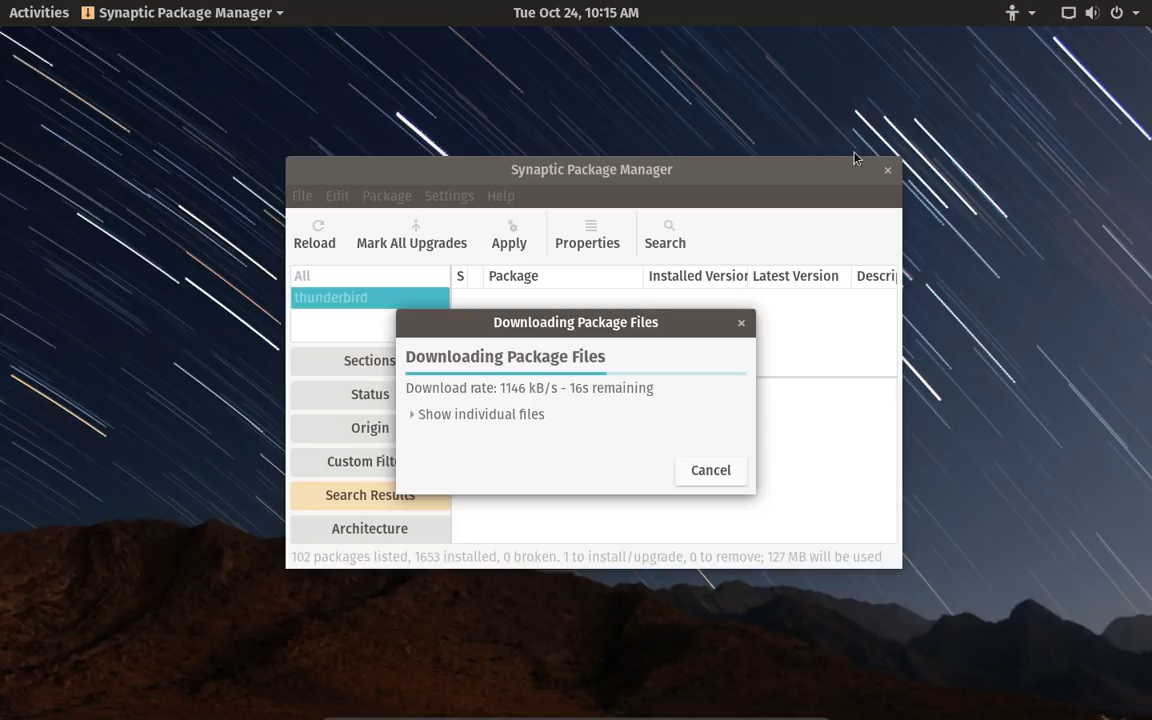 Activities Synaptic Package Manager Tue Oct 24, 10:15 AM
Synaptic Package Manager
File Edit Package Settings Help
Reload Mark All Upgrades Apply Properties Search
All S Package Installed Version Latest Version Descrip
thunderbird
Downloading Package Files
Downloading Package Files
Download rate: 1146 kB/s - 16s remaining
Show individual files
Cancel
Sections
Status
Origin
Custom Filte
Search Results
Architecture
102 packages listed, 1653 installed, 0 broken. 1 to install/upgrade, 0 to remove; 127 MB will be used